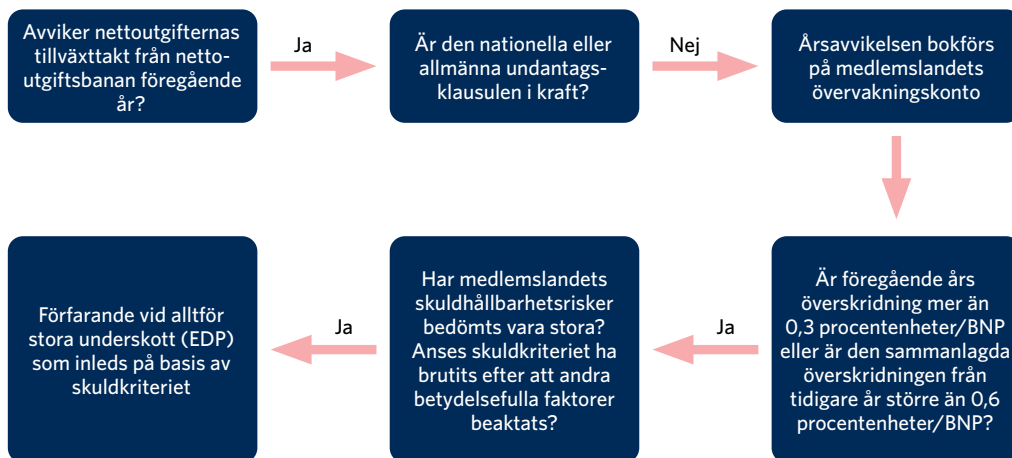 Avviker nettoutgifternas
tillväxttakt från netto-
utgiftsbanan föregående
år?
Ja
Är den nationella eller
allmänna undantags-
klausulen i kraft?
Nej
Årsavvikelsen bokförs
på medlemslandets
övervakningskonto
Är föregående års
överskridning mer än
0,3 procentenheter/BNP
eller är den sammanlagda
överskridningen från
tidigare år större än 0,6
procentenheter/BNP?
Ja
Har medlemslandets
skuldhållbarhetsrisker
bedömts vara stora?
Anses skuldkriteriet ha
brutits efter att andra
betydelsefulla faktorer
beaktats?
Ja
Förfarande vid alltför
stora underskott (EDP)
som inleds på basis av
skuldkriteriet